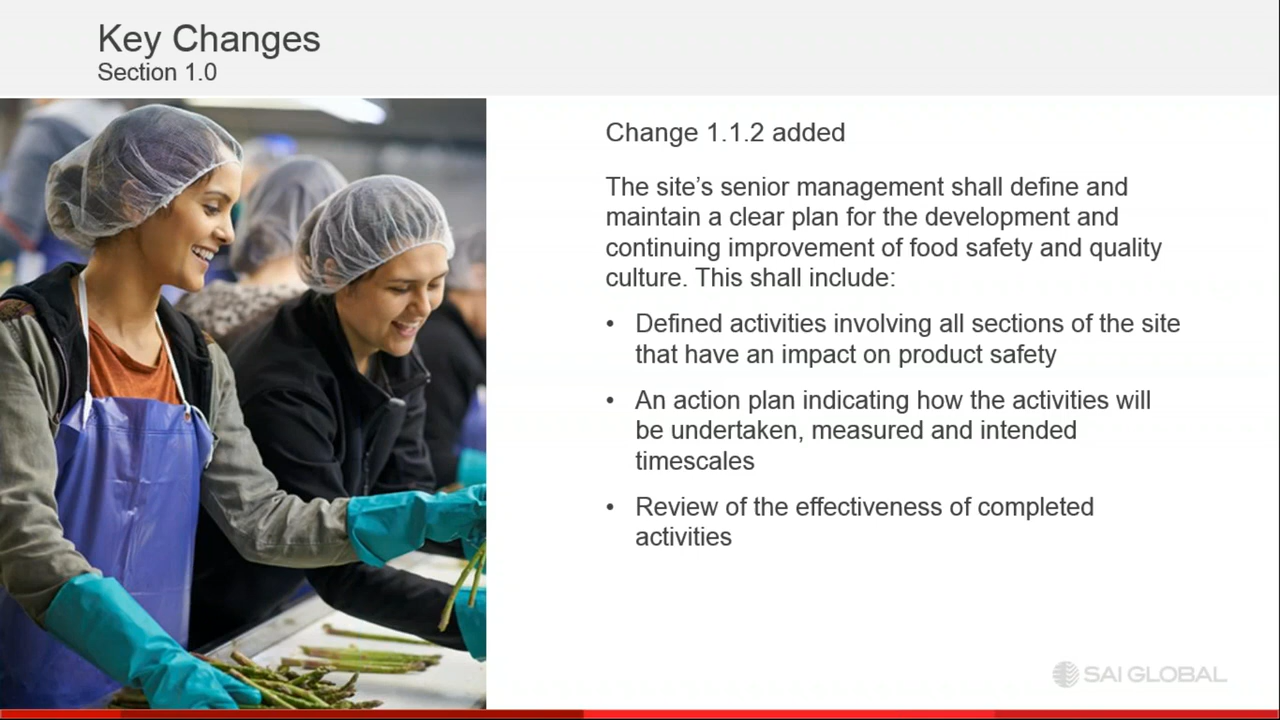 Key Changes
Section 1.0
Change 1.1.2 added
The site’s senior management shall define and
maintain a clear plan for the development and
continuing improvement of food safety and quality
culture. This shall include:
• Defined activities involving all sections of the site
that have an impact on product safety
• An action plan indicating how the activities will
be undertaken, measured and intended
timescales
• Review of the effectiveness of completed
activities
SAI GLOBAL